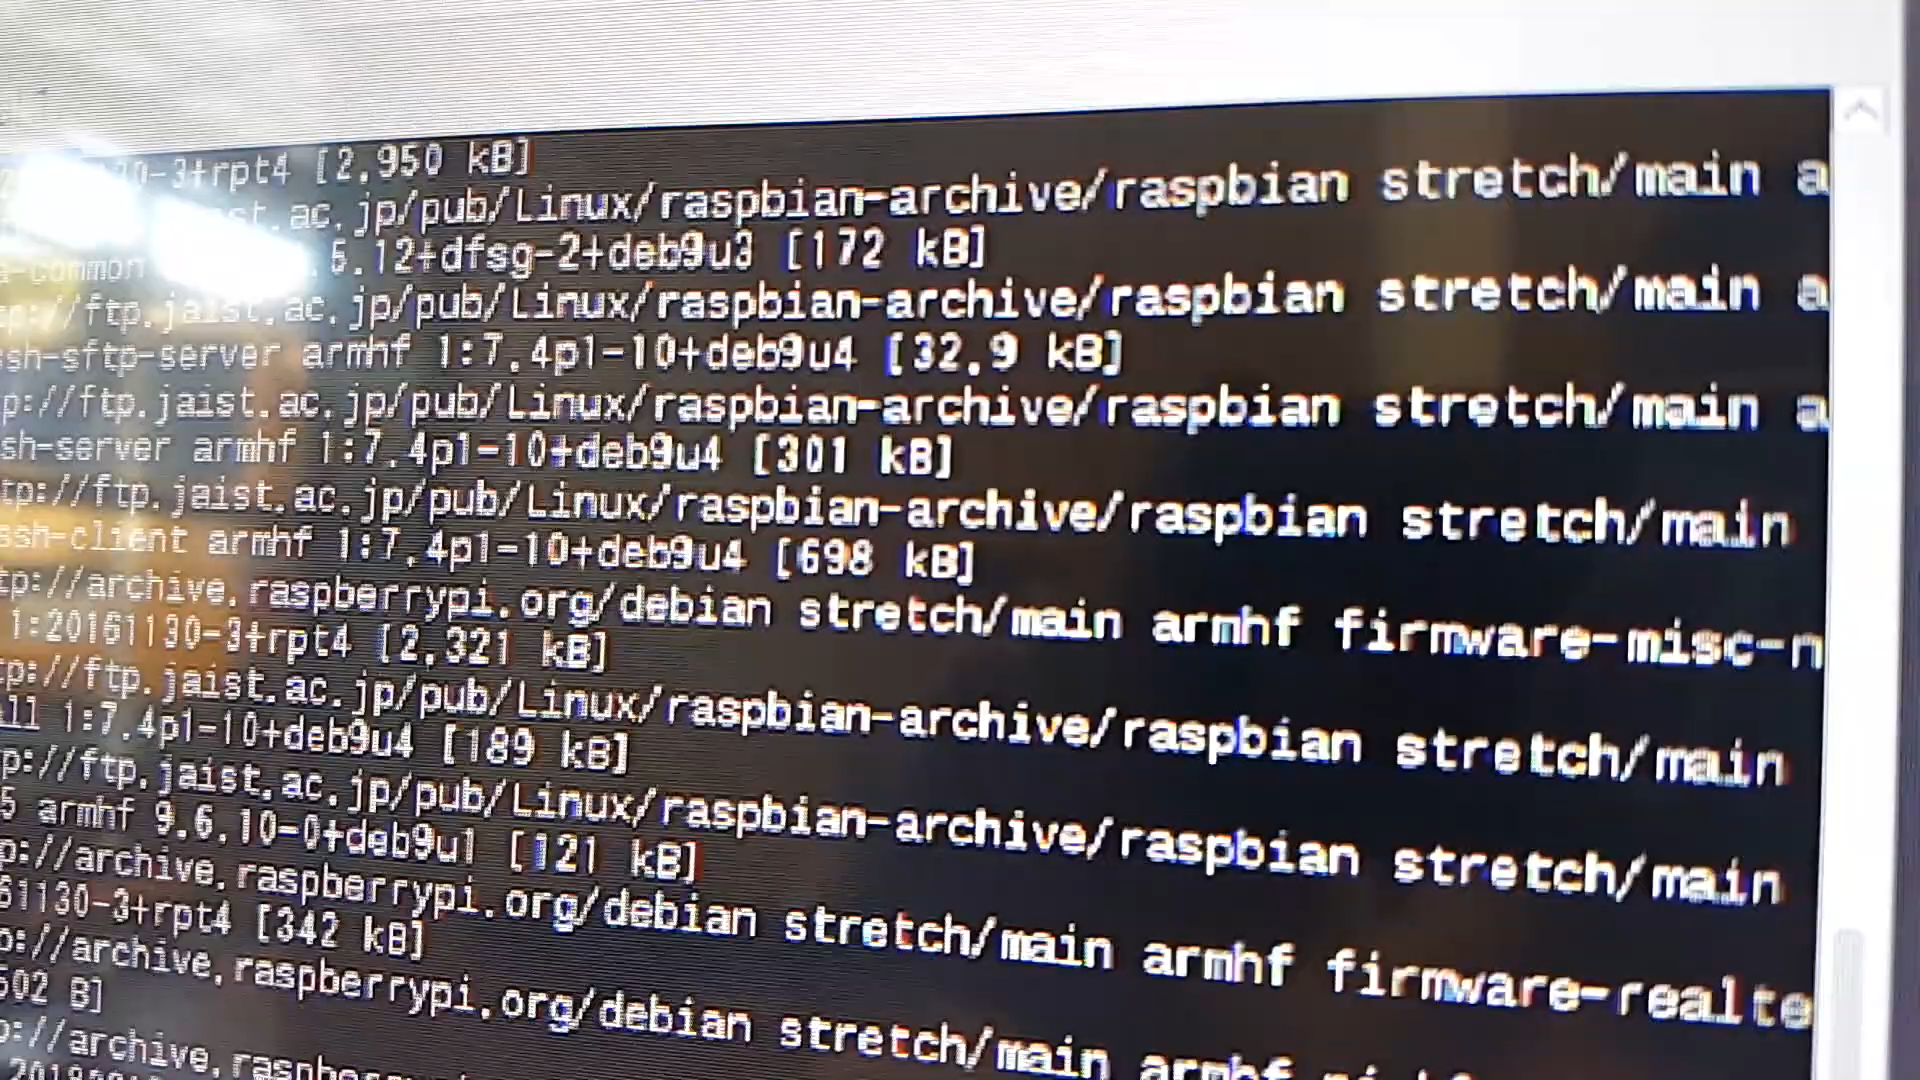 0-3+rpt4 [2,950 kB]
st.ac.jp/pub/Linux/raspbian-archive/raspbian stretch/main a
a-common .5.12+dfsg-2+deb9u3 [172 kB]
p://ftp.jaist.ac.jp/pub/Linux/raspbian-archive/raspbian stretch/main a
ssh-sftp-server armhf 1:7.4p1-10+deb9u4 [32.9 kB]
p://ftp.jaist.ac.jp/pub/Linux/raspbian-archive/raspbian stretch/main a
sh-server armhf 1:7.4p1-10+deb9u4 [301 kB]
tp://ftp.jaist.ac.jp/pub/Linux/raspbian-archive/raspbian stretch/main
ssh-client armhf 1:7.4p1-10+deb9u4 [698 kB]
tp://archive.raspberrypi.org/debian stretch/main armhf firmware-misc-n
1:20161130-3+rpt4 [2,321 kB]
tp://ftp.jaist.ac.jp/pub/Linux/raspbian-archive/raspbian stretch/main
all 1:7.4p1-10+deb9u4 [189 kB]
p://ftp.jaist.ac.jp/pub/Linux/raspbian-archive/raspbian stretch/main
5 armhf 9.6.10-0+deb9u1 [121 kB]
p://archive.raspberrypi.org/debian stretch/main armhf firmware-realte
61130-3+rpt4 [342 kB]
p://archive.raspberrypi.org/debian stretch/main armhf
502 B]
p://archive.raspbe